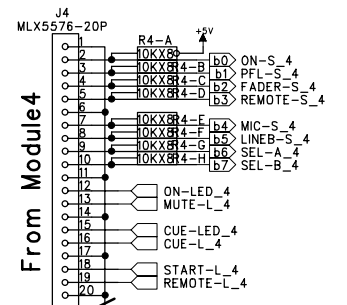 J4
MLX5576-20P
R4-A
+5V
1
10KX8
b0 ON-S_4
2
R4-B
10KX8
b1 PFL-S_4
3
R4-C
10KX8
b2 FADER-S_4
4
R4-D
10KX8
b3 REMOTE-S_4
5
6
R4-E
7
10KX8
b4 MIC-S_4
R4-F
8
10KX8
b5 LINEB-S_4
R4-G
9
10KX8
b6 SEL-A_4
R4-H
10
10KX8
b7 SEL-B_4
11
12 ON-LED_4
13 MUTE-L_4
14
15 CUE-LED_4
16 CUE-L_4
17
18 START-L_4
19 REMOTE-L_4
20
From Module4